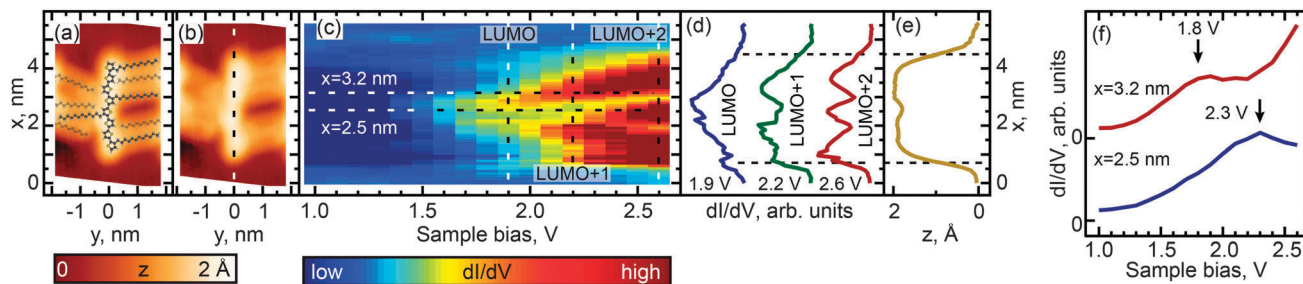 (a)
(b)
(c)
LUMO
LUMO+2
x=3.2 nm
x=2.5 nm
LUMO+1
(d)
LUMO
LUMO+1
LUMO+2
1.9 V
2.2 V
2.6 V
(e)
(f)
1.8 V
x=3.2 nm
2.3 V
x=2.5 nm
x, nm
4
2
0
-1 0 1
y, nm
-1 0 1
y, nm
1.0 1.5 2.0 2.5
Sample bias, V
dI/dV, arb. units
2 0
z, Å
4
2
0
x, nm
dI/dV, arb. units
0
0
1.0 1.5 2.0 2.5
Sample bias, V
0 z 2 Å
low dI/dV high